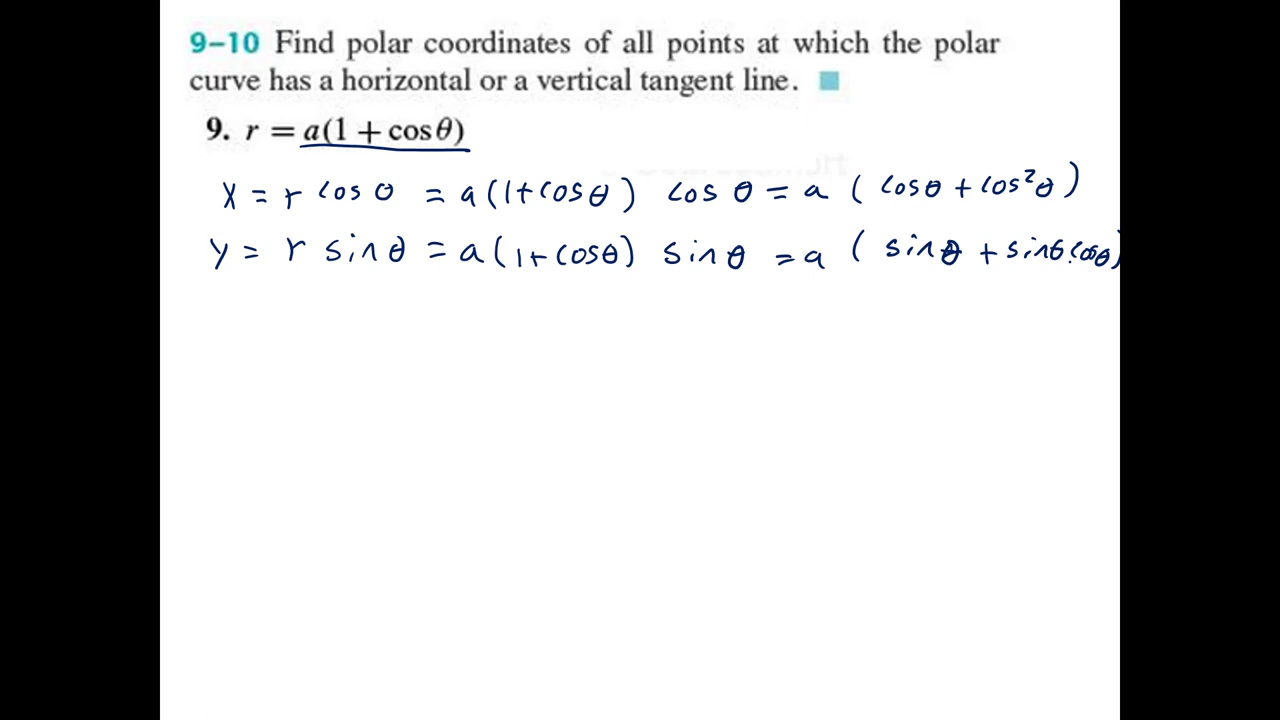 9–10 Find polar coordinates of all points at which the polar
curve has a horizontal or a vertical tangent line.
9. r = a(1 + cosθ)
x = r cos θ = a(1+cosθ) cos θ = a ( cosθ + cos²θ )
y = r sinθ = a(1+cosθ) sinθ = a ( sinθ + sinθ.cosθ)